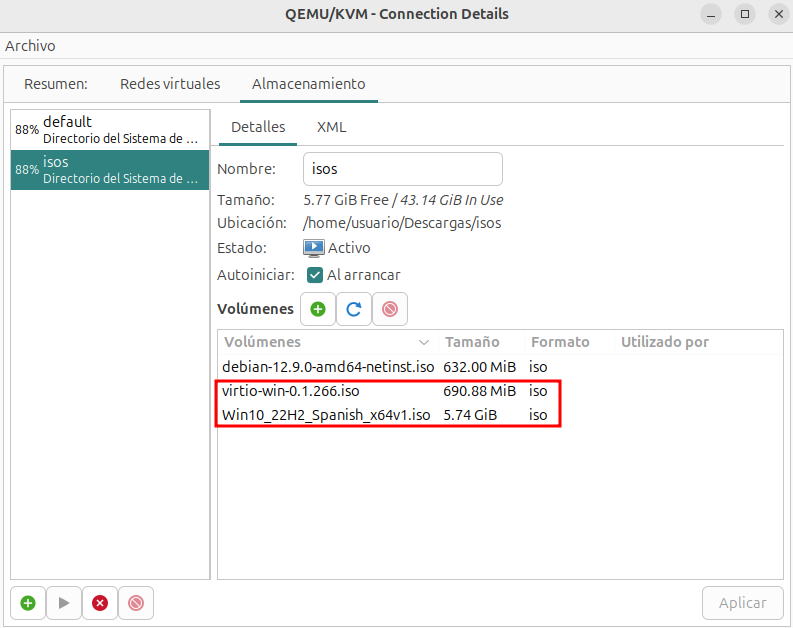 QEMU/KVM - Connection Details
Archivo
Resumen: Redes virtuales Almacenamiento
88% default
Directorio del Sistema de ...
88% isos
Directorio del Sistema de ...
Detalles XML
Nombre: isos
Tamaño: 5.77 GiB Free / 43.14 GiB In Use
Ubicación: /home/usuario/Descargas/isos
Estado: Activo
Autoiniciar: Al arrancar
Volúmenes
Volúmenes Tamaño Formato Utilizado por
debian-12.9.0-amd64-netinst.iso 632.00 MiB iso
virtio-win-0.1.266.iso 690.88 MiB iso
Win10_22H2_Spanish_x64v1.iso 5.74 GiB iso
Aplicar